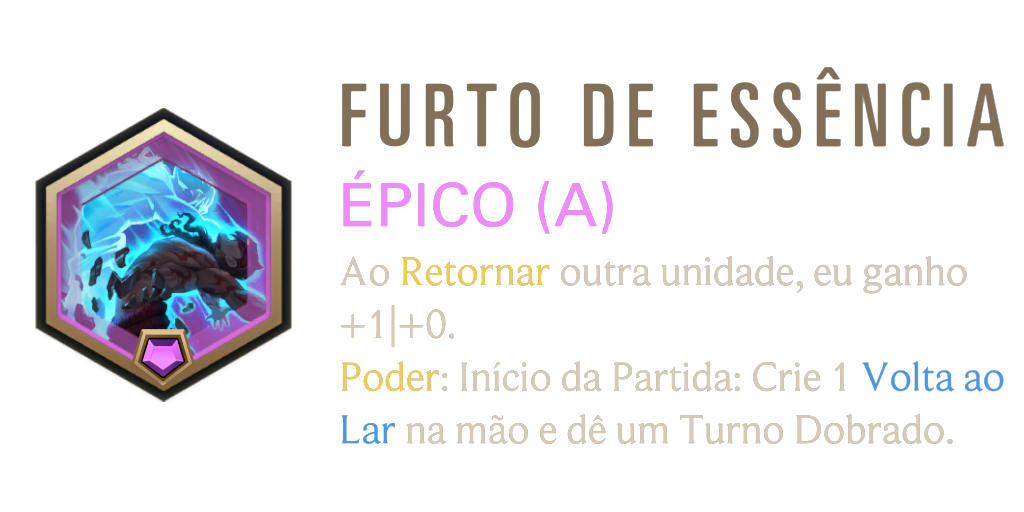 FURTO DE ESSÊNCIA
ÉPICO (A)
Ao Retornar outra unidade, eu ganho
+1|+0.
Poder: Início da Partida: Crie 1 Volta ao
Lar na mão e dê um Turno Dobrado.